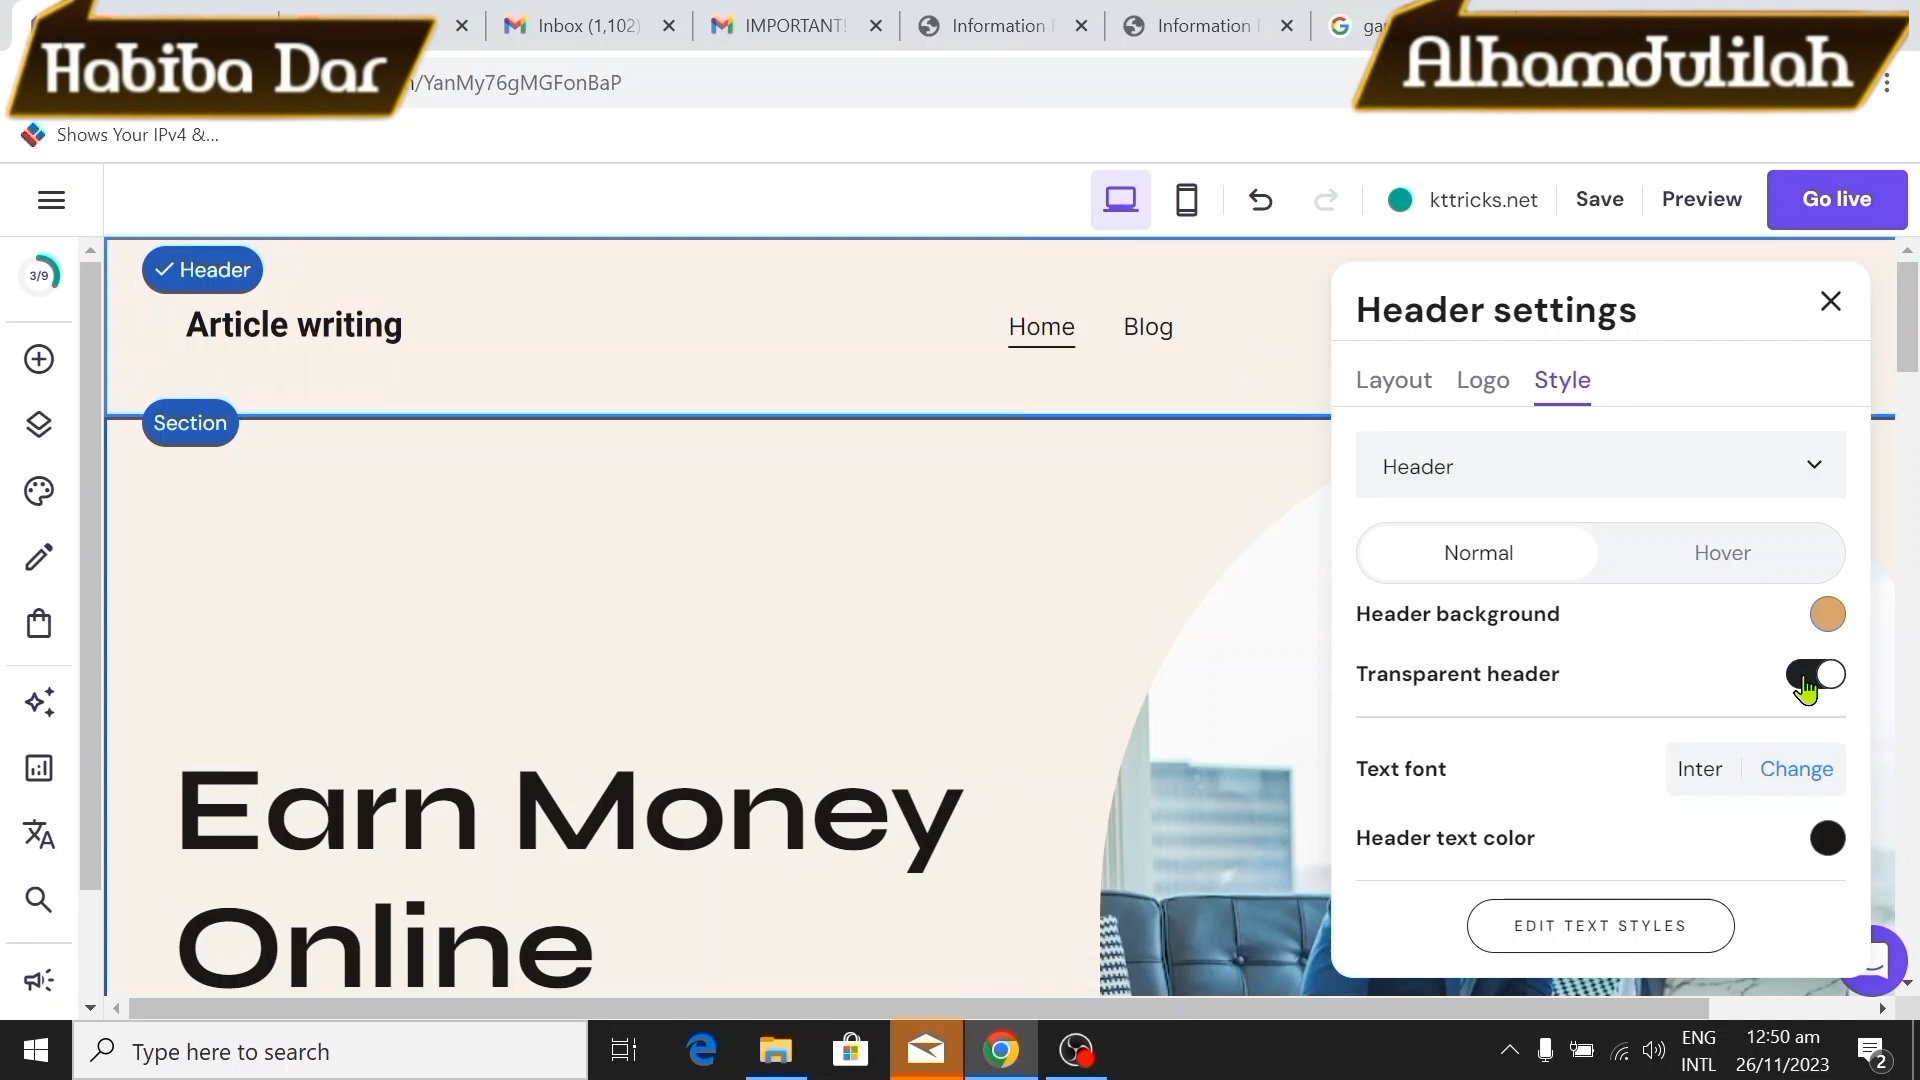 Habiba Dar
Alhamdulilah
Inbox (1,102)
IMPORTANT!
Information
Information
/YanMy76gMGFonBaP
Shows Your IPv4 &...
kttricks.net
Save
Preview
Go live
3/9
Header
Article writing
Home
Blog
Section
Earn Money
Online
Header settings
Layout
Logo
Style
Header
Normal
Hover
Header background
Transparent header
Text font
Inter
Change
Header text color
EDIT TEXT STYLES
Type here to search
ENG
INTL
12:50 am
26/11/2023
2